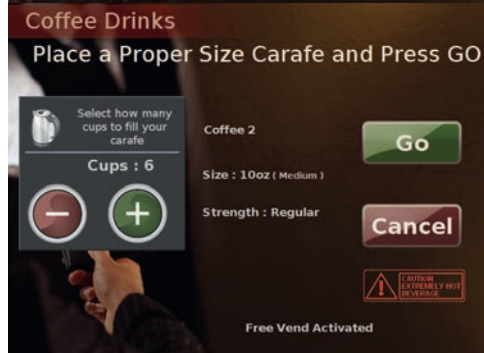 Coffee Drinks
Place a Proper Size Carafe and Press GO
Select how many
cups to fill your
carafe
Cups : 6
Coffee 2
Size : 10oz ( Medium )
Strength : Regular
Go
Cancel
CAUTION
EXTREMELY HOT
BEVERAGE
Free Vend Activated